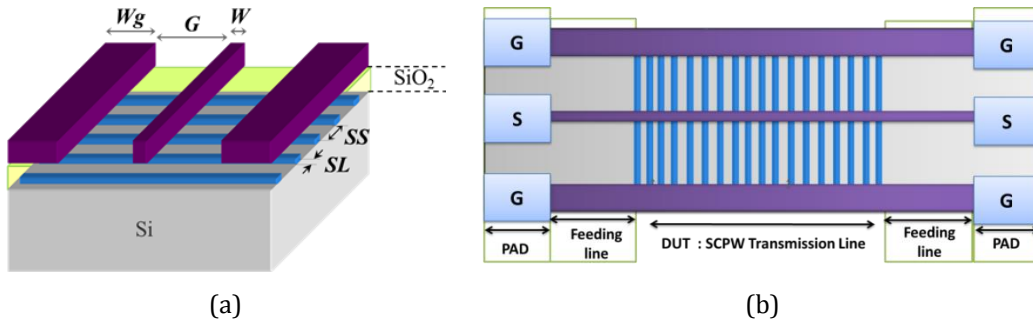 Wg G W
SiO2
SS
SL
Si
(a)
G G
S S
G G
Feeding line
DUT : SCPW Transmission Line
Feeding line
PAD
PAD
(b)